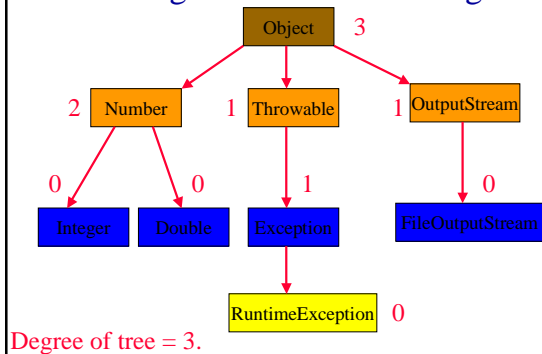 Object 3
2 Number 1 Throwable 1 OutputStream
0 0 1 0
Integer Double Exception FileOutputStream
RuntimeException 0
Degree of tree = 3.